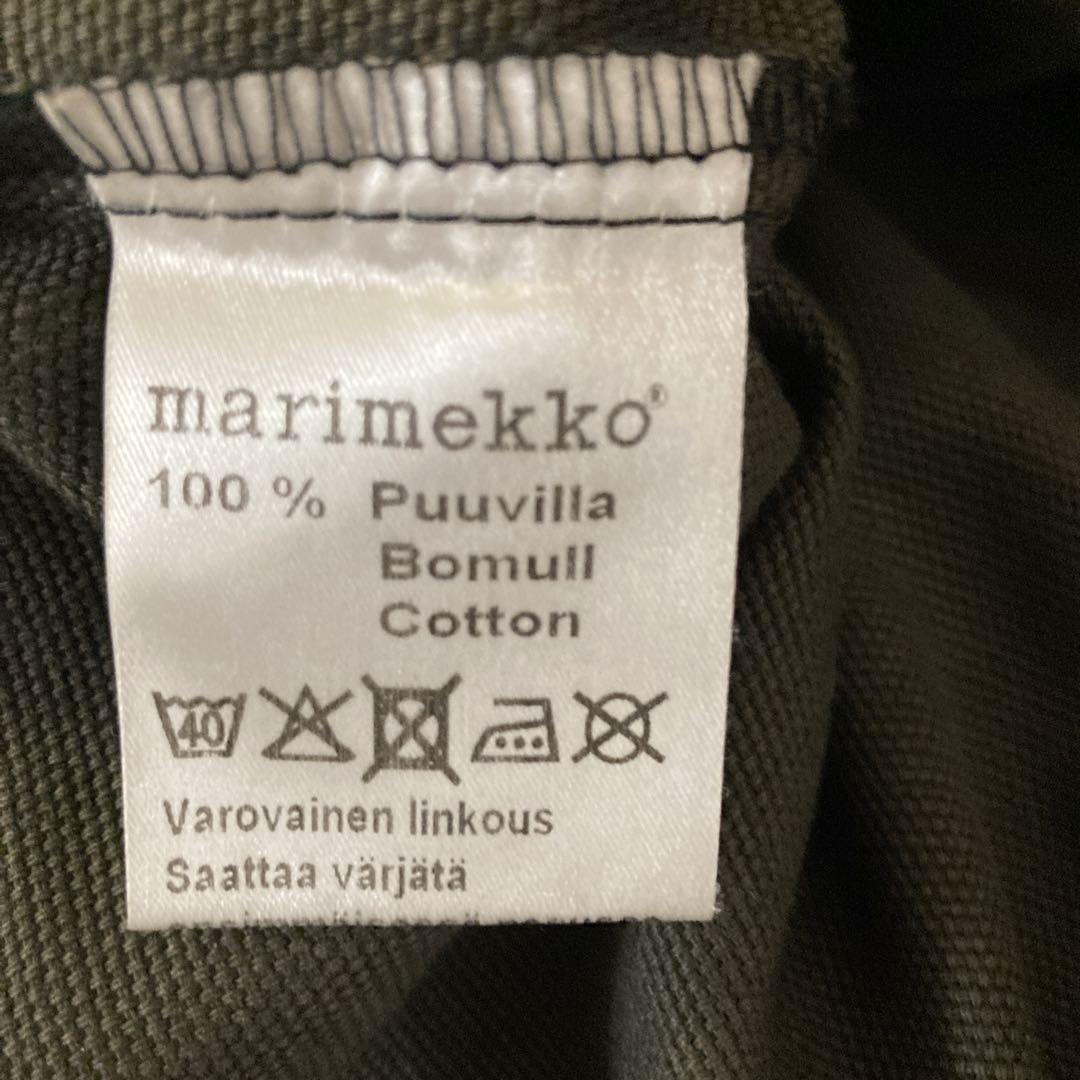 marimekko®
100 % Puuvilla
Bomull
Cotton
40
Varovainen linkous
Saattaa värjätä